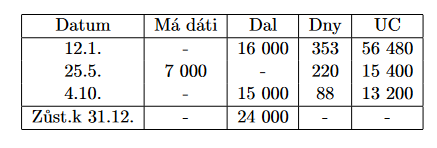 Datum Má dáti Dal Dny UC
12.1. - 16 000 353 56 480
25.5. 7 000 - 220 15 400
4.10. - 15 000 88 13 200
Zůst.k 31.12. - 24 000 - -